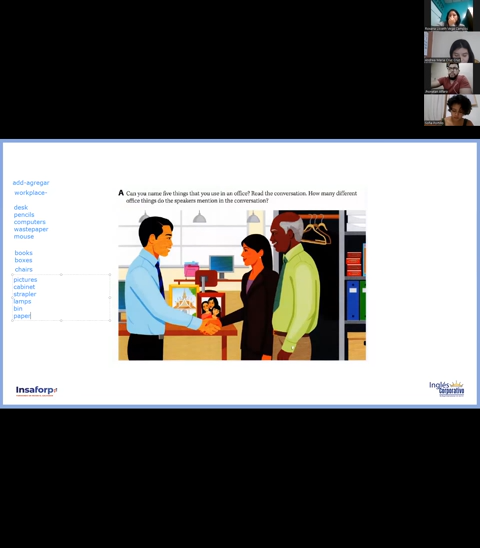 add-agregar
workplace-
desk
pencils
computers
wastepaper
mouse
books
boxes
chairs
pictures
cabinet
strapler
lamps
bin
paper
A Can you name five things that you use in an office? Read the conversation. How many different
office things do the speakers mention in the conversation?
Insaforp
Inglés
Corporativo